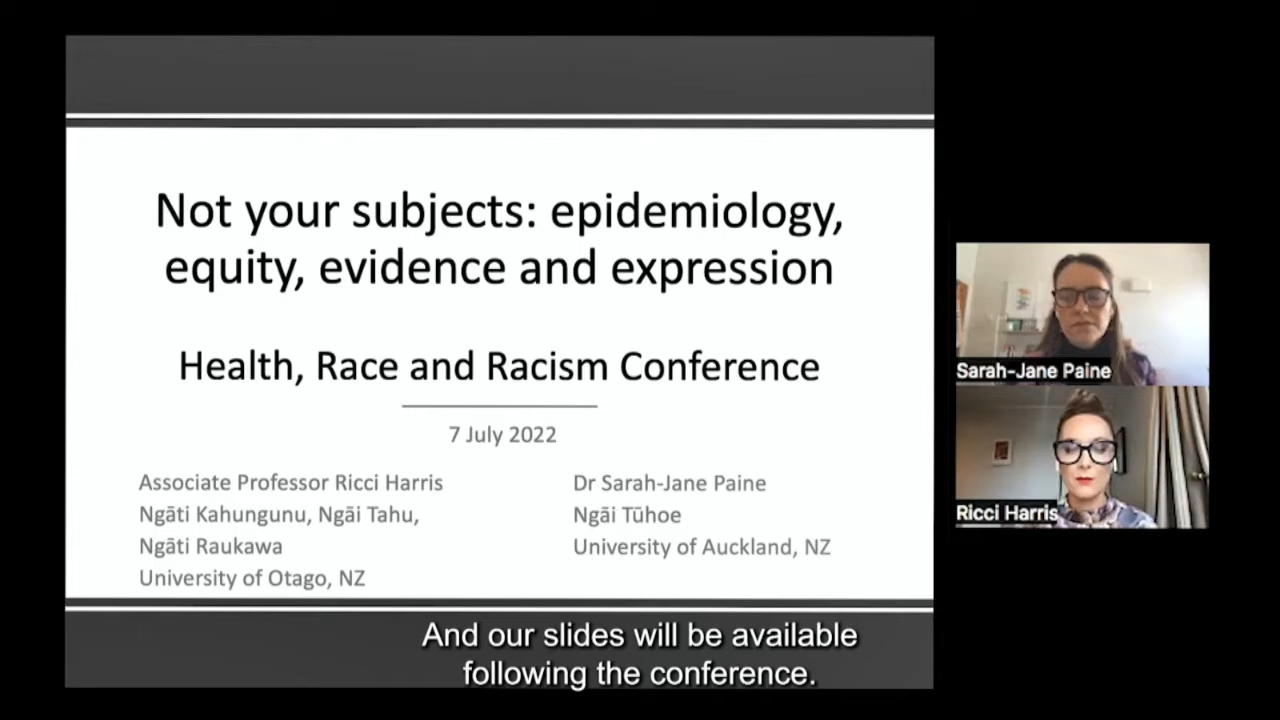 Not your subjects: epidemiology,
equity, evidence and expression
Health, Race and Racism Conference
7 July 2022
Associate Professor Ricci Harris
Ngāti Kahungunu, Ngāi Tahu,
Ngāti Raukawa
University of Otago, NZ
Dr Sarah-Jane Paine
Ngāi Tūhoe
University of Auckland, NZ
Sarah-Jane Paine
Ricci Harris
And our slides will be available
following the conference.